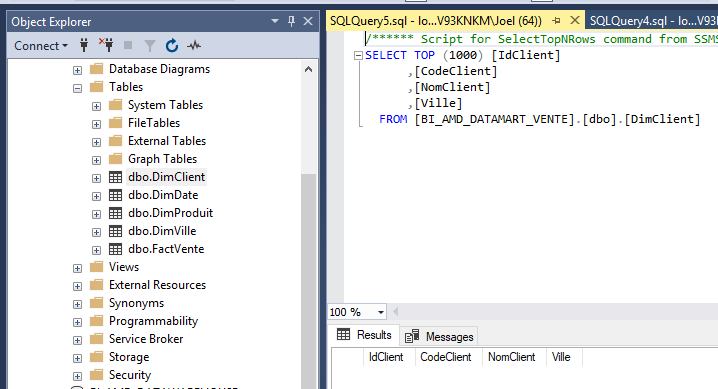 Object Explorer
Connect
Database Diagrams
Tables
System Tables
FileTables
External Tables
Graph Tables
dbo.DimClient
dbo.DimDate
dbo.DimProduit
dbo.DimVille
dbo.FactVente
Views
External Resources
Synonyms
Programmability
Service Broker
Storage
Security
SQLQuery5.sql - lo...V93KNKM\Joel (64))
SQLQuery4.sql - lo...V93
/****** Script for SelectTopNRows command from SSMS
SELECT TOP (1000) [IdClient]
,[CodeClient]
,[NomClient]
,[Ville]
FROM [BI_AMD_DATAMART_VENTE].[dbo].[DimClient]
100 %
Results Messages
IdClient CodeClient NomClient Ville